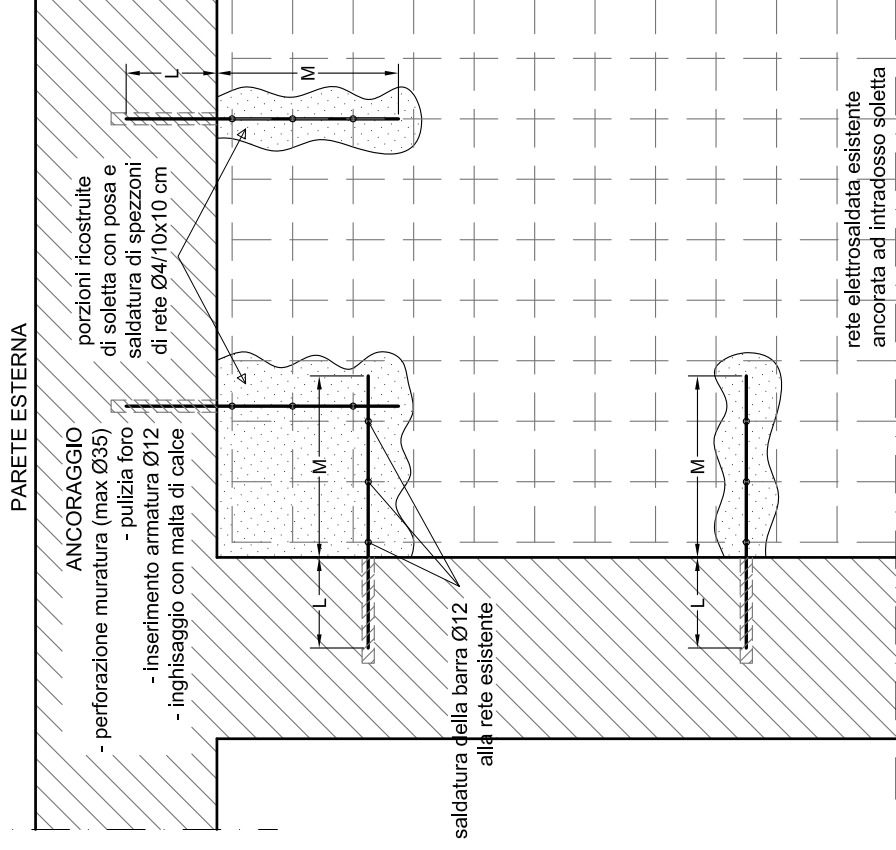 PARETE ESTERNA
ANCORAGGIO
- perforazione muratura (max Ø35)
- pulizia foro
- inserimento armatura Ø12
- inghisaggio con malta di calce
porzioni ricostruite
di soletta con posa e
saldatura di spezzoni
di rete Ø4/10x10 cm
L
M
L
M
L
M
saldatura della barra Ø12
alla rete esistente
rete elettrosaldata esistente
ancorata ad intradosso soletta